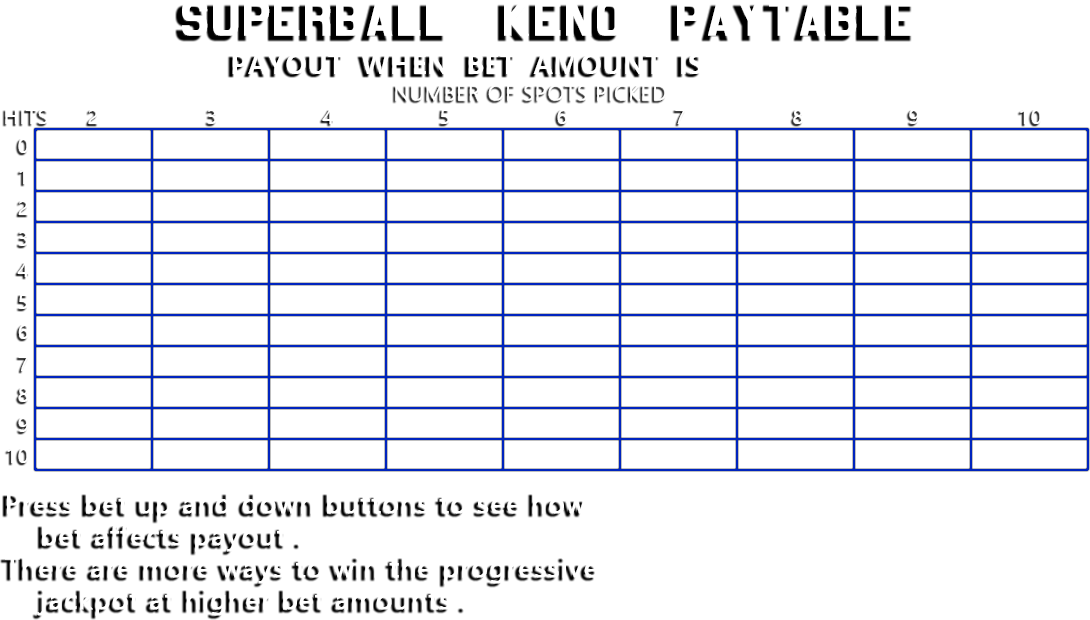 SUPERBALL KENO PAYTABLE
PAYOUT WHEN BET AMOUNT IS
NUMBER OF SPOTS PICKED
HITS 2 3 4 5 6 7 8 9 10
0
1
2
3
4
5
6
7
8
9
10
Press bet up and down buttons to see how
bet affects payout .
There are more ways to win the progressive
jackpot at higher bet amounts .